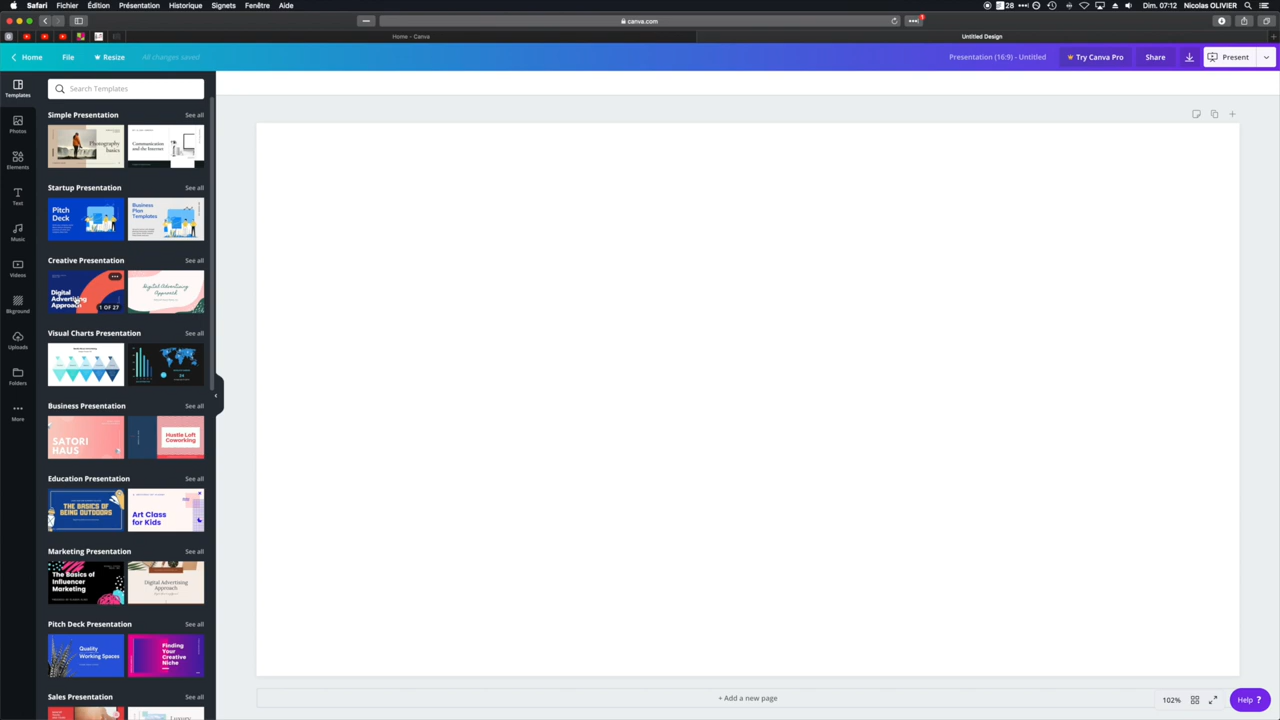 Safari Fichier Édition Présentation Historique Signets Fenêtre Aide
28 Dim. 07:12 Nicolas OLIVIER
canva.com
Home – Canva Untitled Design
Home File Resize All changes saved Presentation (16:9) - Untitled Try Canva Pro Share Present
Templates
Photos
Elements
Text
Music
Videos
Bkground
Uploads
Folders
More
Search Templates
Simple Presentation See all
Photography
basics
Communication
and the Internet
Startup Presentation See all
Pitch
Deck
Business
Plan
Templates
Creative Presentation See all
Digital
Advertising
Approach
1 OF 27
Digital Advertising
Approach
Visual Charts Presentation See all
24
Business Presentation See all
SATORI
HAUS
Hustle Loft
Coworking
Education Presentation See all
THE BASICS OF
BEING OUTDOORS
Art Class
for Kids
Marketing Presentation See all
The Basics of
Influencer
Marketing
Digital Advertising
Approach
Pitch Deck Presentation See all
Quality
Working Spaces
Finding
Your
Creative
Niche
Sales Presentation See all
Luxury
+ Add a new page
102%
Help ?